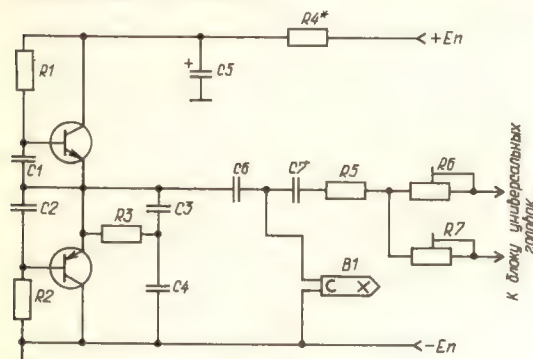 R4*
+Eп
R1
+
C5
C1
C6
C7*
R5
R6
C2
C3
R3
R7
C4
B1
C X
R2
-Eп
К блоку универсальных
головок